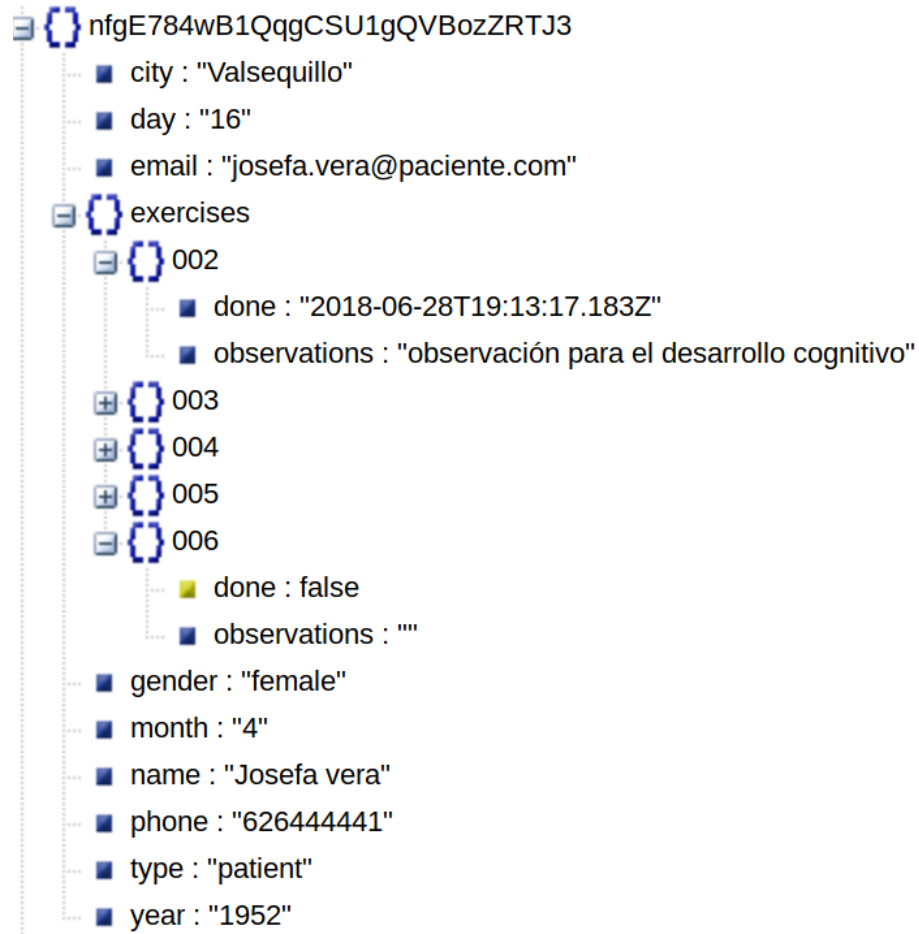 nfgE784wB1QqgCSU1gQVBozZRTJ3
city : "Valsequillo"
day : "16"
email : "josefa.vera@paciente.com"
exercises
002
done : "2018-06-28T19:13:17.183Z"
observations : "observación para el desarrollo cognitivo"
003
004
005
006
done : false
observations : ""
gender : "female"
month : "4"
name : "Josefa vera"
phone : "626444441"
type : "patient"
year : "1952"